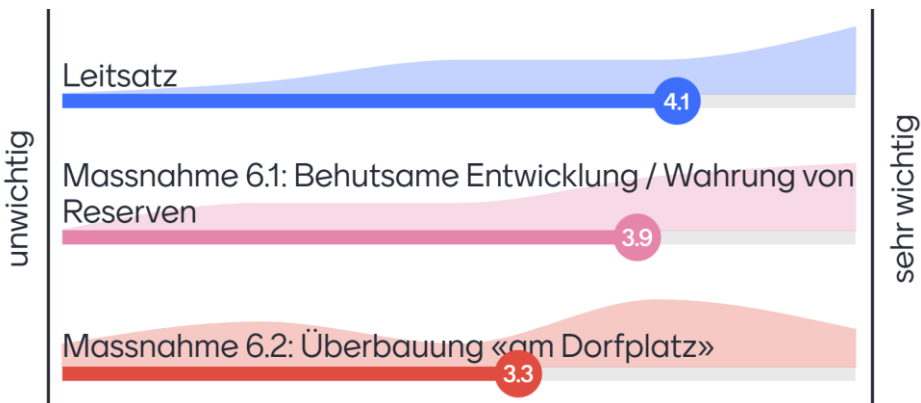 Leitsatz
4.1
Massnahme 6.1: Behutsame Entwicklung / Wahrung von
Reserven
3.9
Massnahme 6.2: Überbauung «am Dorfplatz»
3.3
unwichtig
sehr wichtig